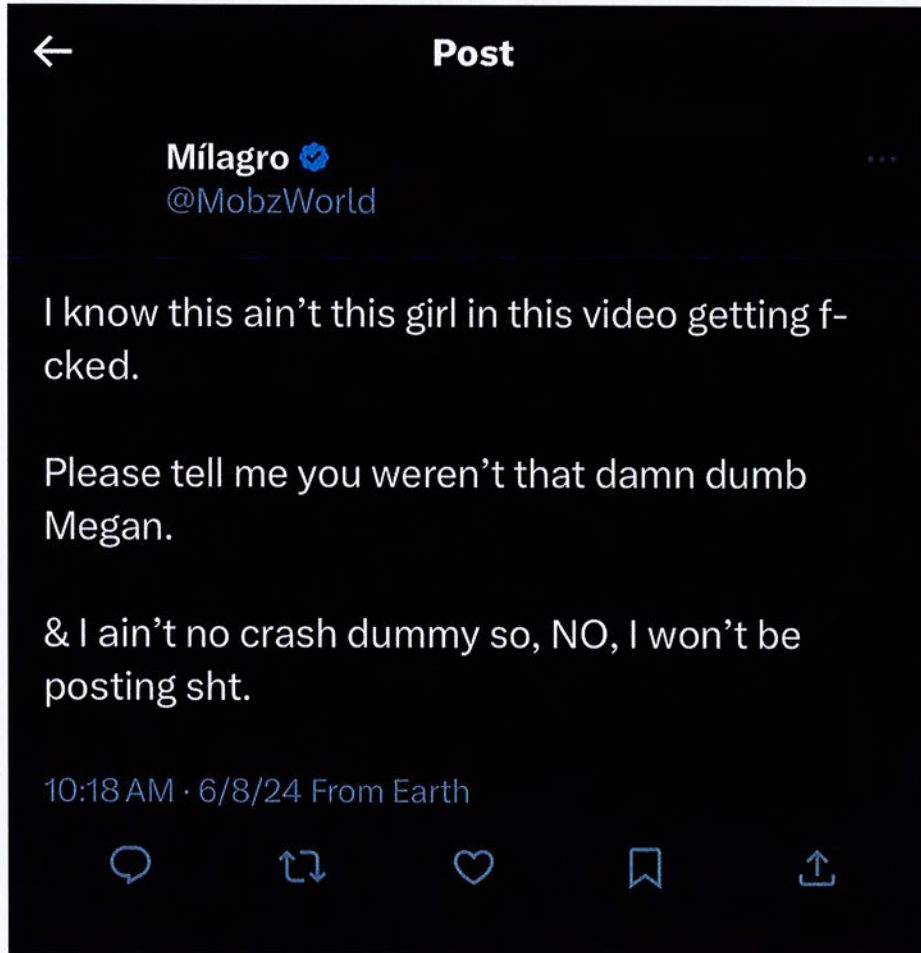 Post
Mílagro
@MobzWorld
I know this ain’t this girl in this video getting f-
cked.
Please tell me you weren’t that damn dumb
Megan.
& I ain’t no crash dummy so, NO, I won’t be
posting sht.
10:18 AM · 6/8/24 From Earth